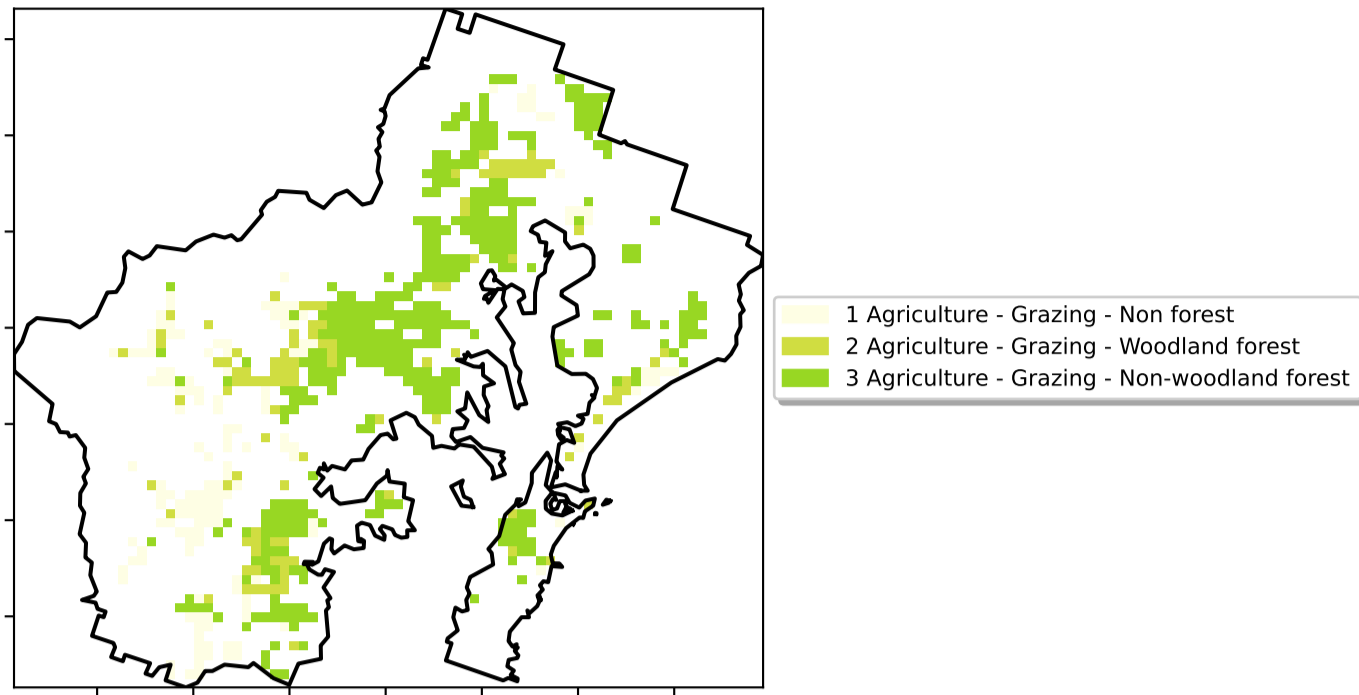 1 Agriculture - Grazing - Non forest
2 Agriculture - Grazing - Woodland forest
3 Agriculture - Grazing - Non-woodland forest